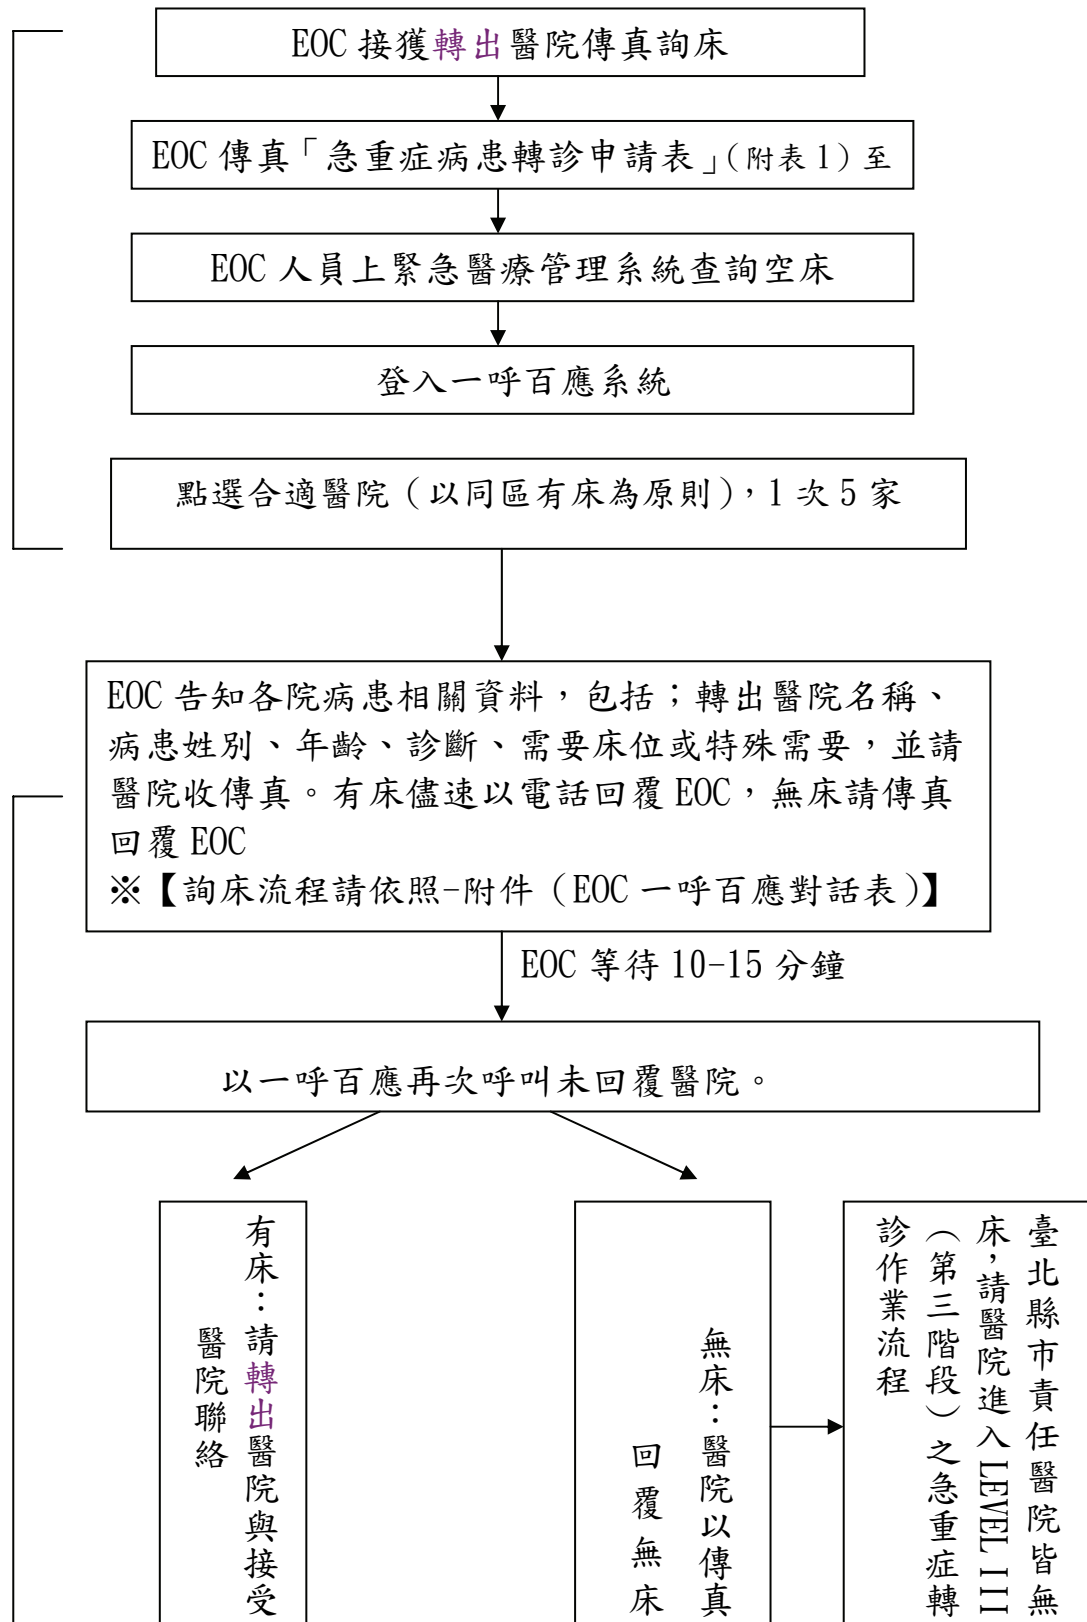 EOC 接獲轉出醫院傳真詢床
EOC 傳真「急重症病患轉診申請表」(附表 1) 至
EOC 人員上緊急醫療管理系統查詢空床
登入一呼百應系統
點選合適醫院（以同區有床為原則），1 次 5 家
EOC 告知各院病患相關資料，包括；轉出醫院名稱、
病患姓別、年齡、診斷、需要床位或特殊需要，並請
醫院收傳真。有床儘速以電話回覆 EOC，無床請傳真
回覆 EOC
※【詢床流程請依照-附件（EOC 一呼百應對話表）】
EOC 等待 10-15 分鐘
以一呼百應再次呼叫未回覆醫院。
有床：請轉出醫院與接受
醫院聯絡
無床：醫院以傳真
回覆無床
臺北縣市責任醫院皆無
床，請醫院進入 LEVEL III
（第三階段）之急重症轉
診作業流程